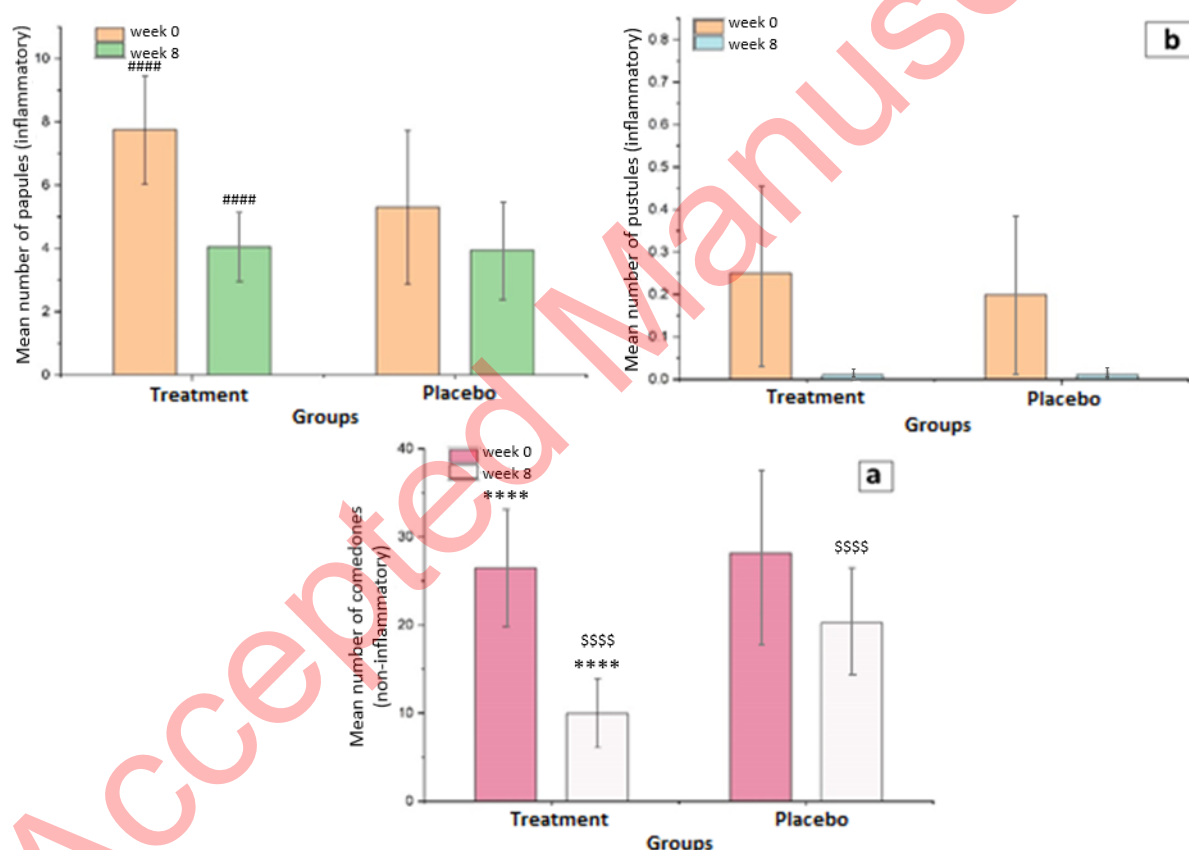 week 0
week 8
####
####
10
8
6
4
2
0
Mean number of papules (inflammatory)
Treatment
Placebo
Groups
week 0
week 8
b
0.8
0.7
0.6
0.5
0.4
0.3
0.2
0.1
0.0
Mean number of pustules (inflammatory)
Treatment
Placebo
Groups
week 0
week 8
a
****
$$$$
****
$$$$
40
30
20
10
0
Mean number of comedones
(non-inflammatory)
Treatment
Placebo
Groups
Accepted Manus